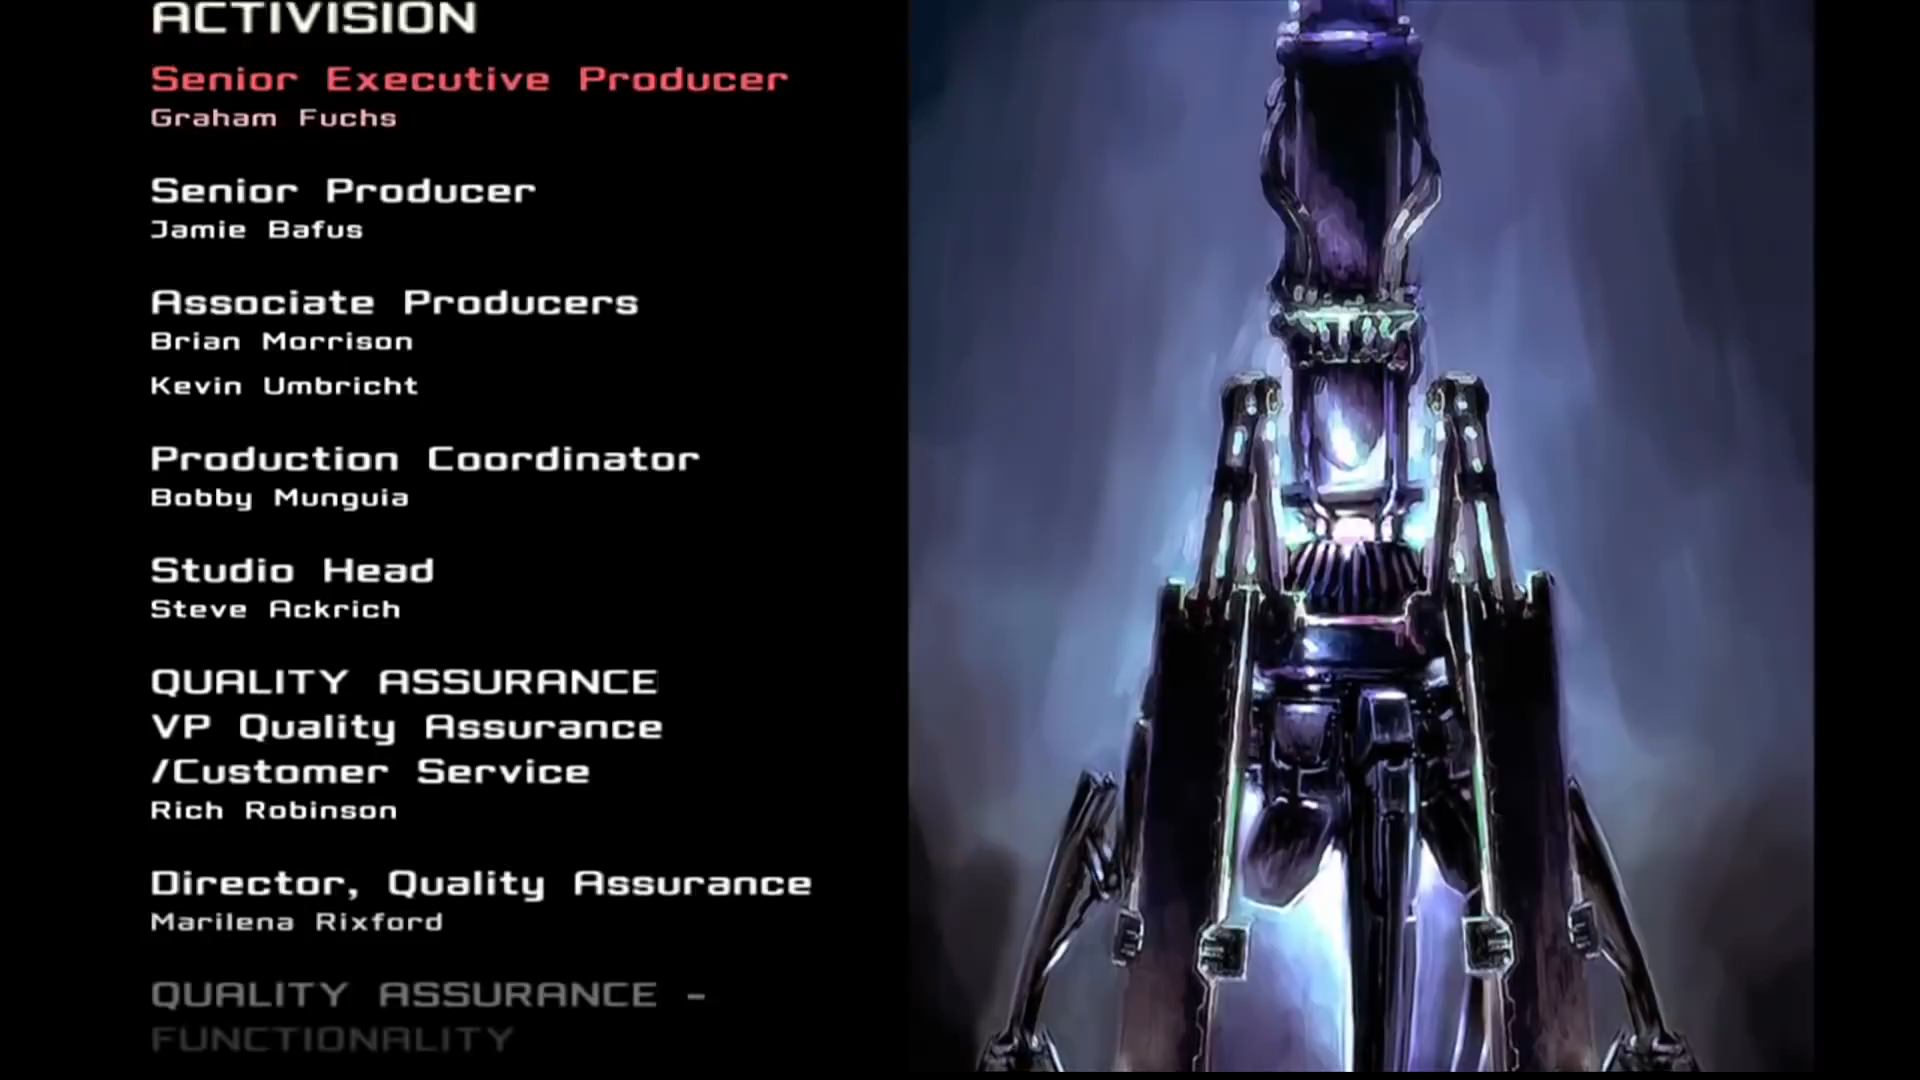 ACTIVISION
Senior Executive Producer
Graham Fuchs
Senior Producer
Jamie Bafus
Associate Producers
Brian Morrison
Kevin Umbricht
Production Coordinator
Bobby Munguia
Studio Head
Steve Ackrich
QUALITY ASSURANCE
VP Quality Assurance
/Customer Service
Rich Robinson
Director, Quality Assurance
Marilena Rixford
QUALITY ASSURANCE -
FUNCTIONALITY